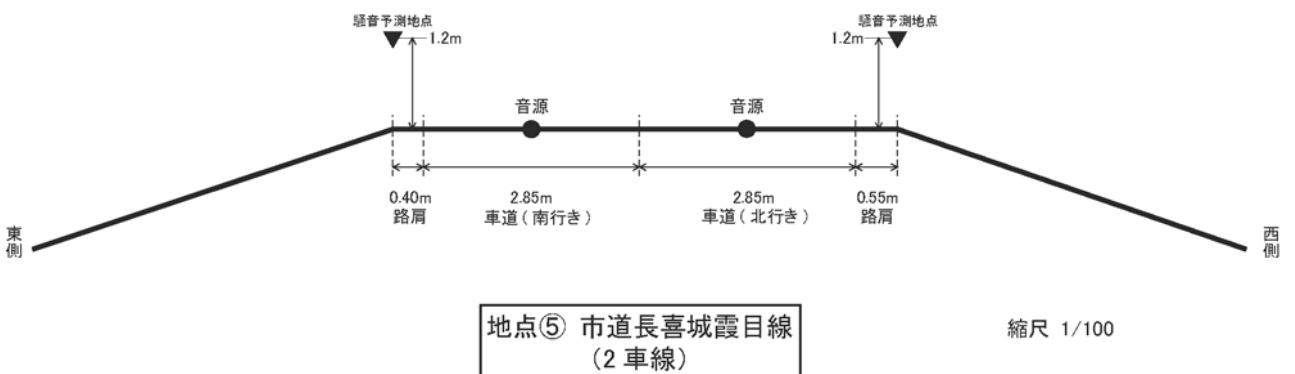 騒音予測地点
1.2m
騒音予測地点
1.2m
音源
音源
0.40m
路肩
2.85m
車道(南行き)
2.85m
車道(北行き)
0.55m
路肩
東側
西側
地点⑤ 市道長喜城霞目線
(2 車線)
縮尺 1/100